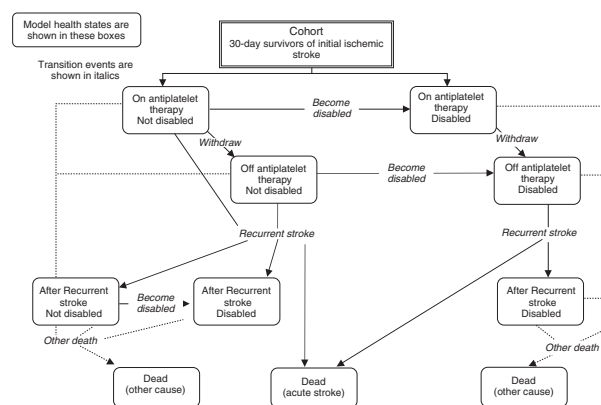 Model health states are
shown in these boxes
Transition events are
shown in italics
Cohort
30-day survivors of initial ischemic
stroke
On antiplatelet
therapy
Not disabled
Become
disabled
On antiplatelet
therapy
Disabled
Withdraw
Withdraw
Off antiplatelet
therapy
Not disabled
Become
disabled
Off antiplatelet
therapy
Disabled
Recurrent stroke
Recurrent stroke
After Recurrent
stroke
Not disabled
Become
disabled
After Recurrent
stroke
Disabled
After Recurrent
stroke
Disabled
Other death
Other death
Dead
(other cause)
Dead
(acute stroke)
Dead
(other cause)